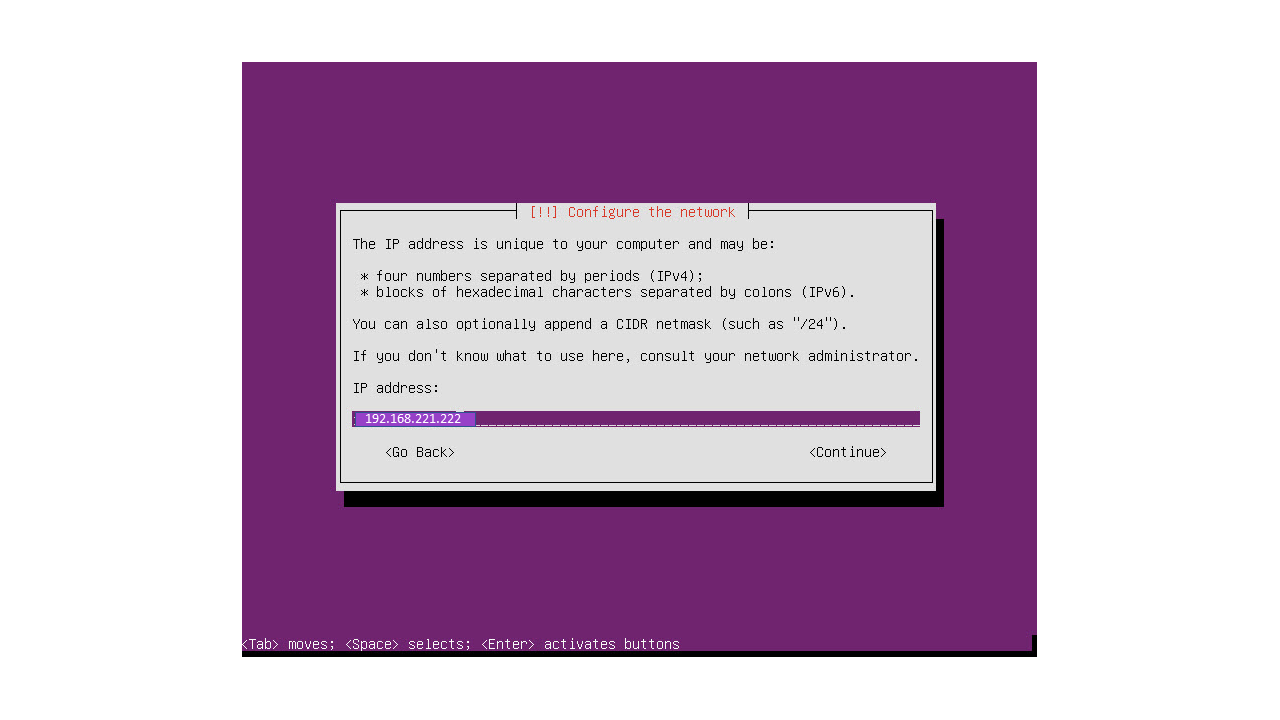 [!!] Configure the network
The IP address is unique to your computer and may be:
* four numbers separated by periods (IPv4);
* blocks of hexadecimal characters separated by colons (IPv6).
You can also optionally append a CIDR netmask (such as "/24").
If you don't know what to use here, consult your network administrator.
IP address:
192.168.221.222
<Go Back> <Continue>
<Tab> moves; <Space> selects; <Enter> activates buttons